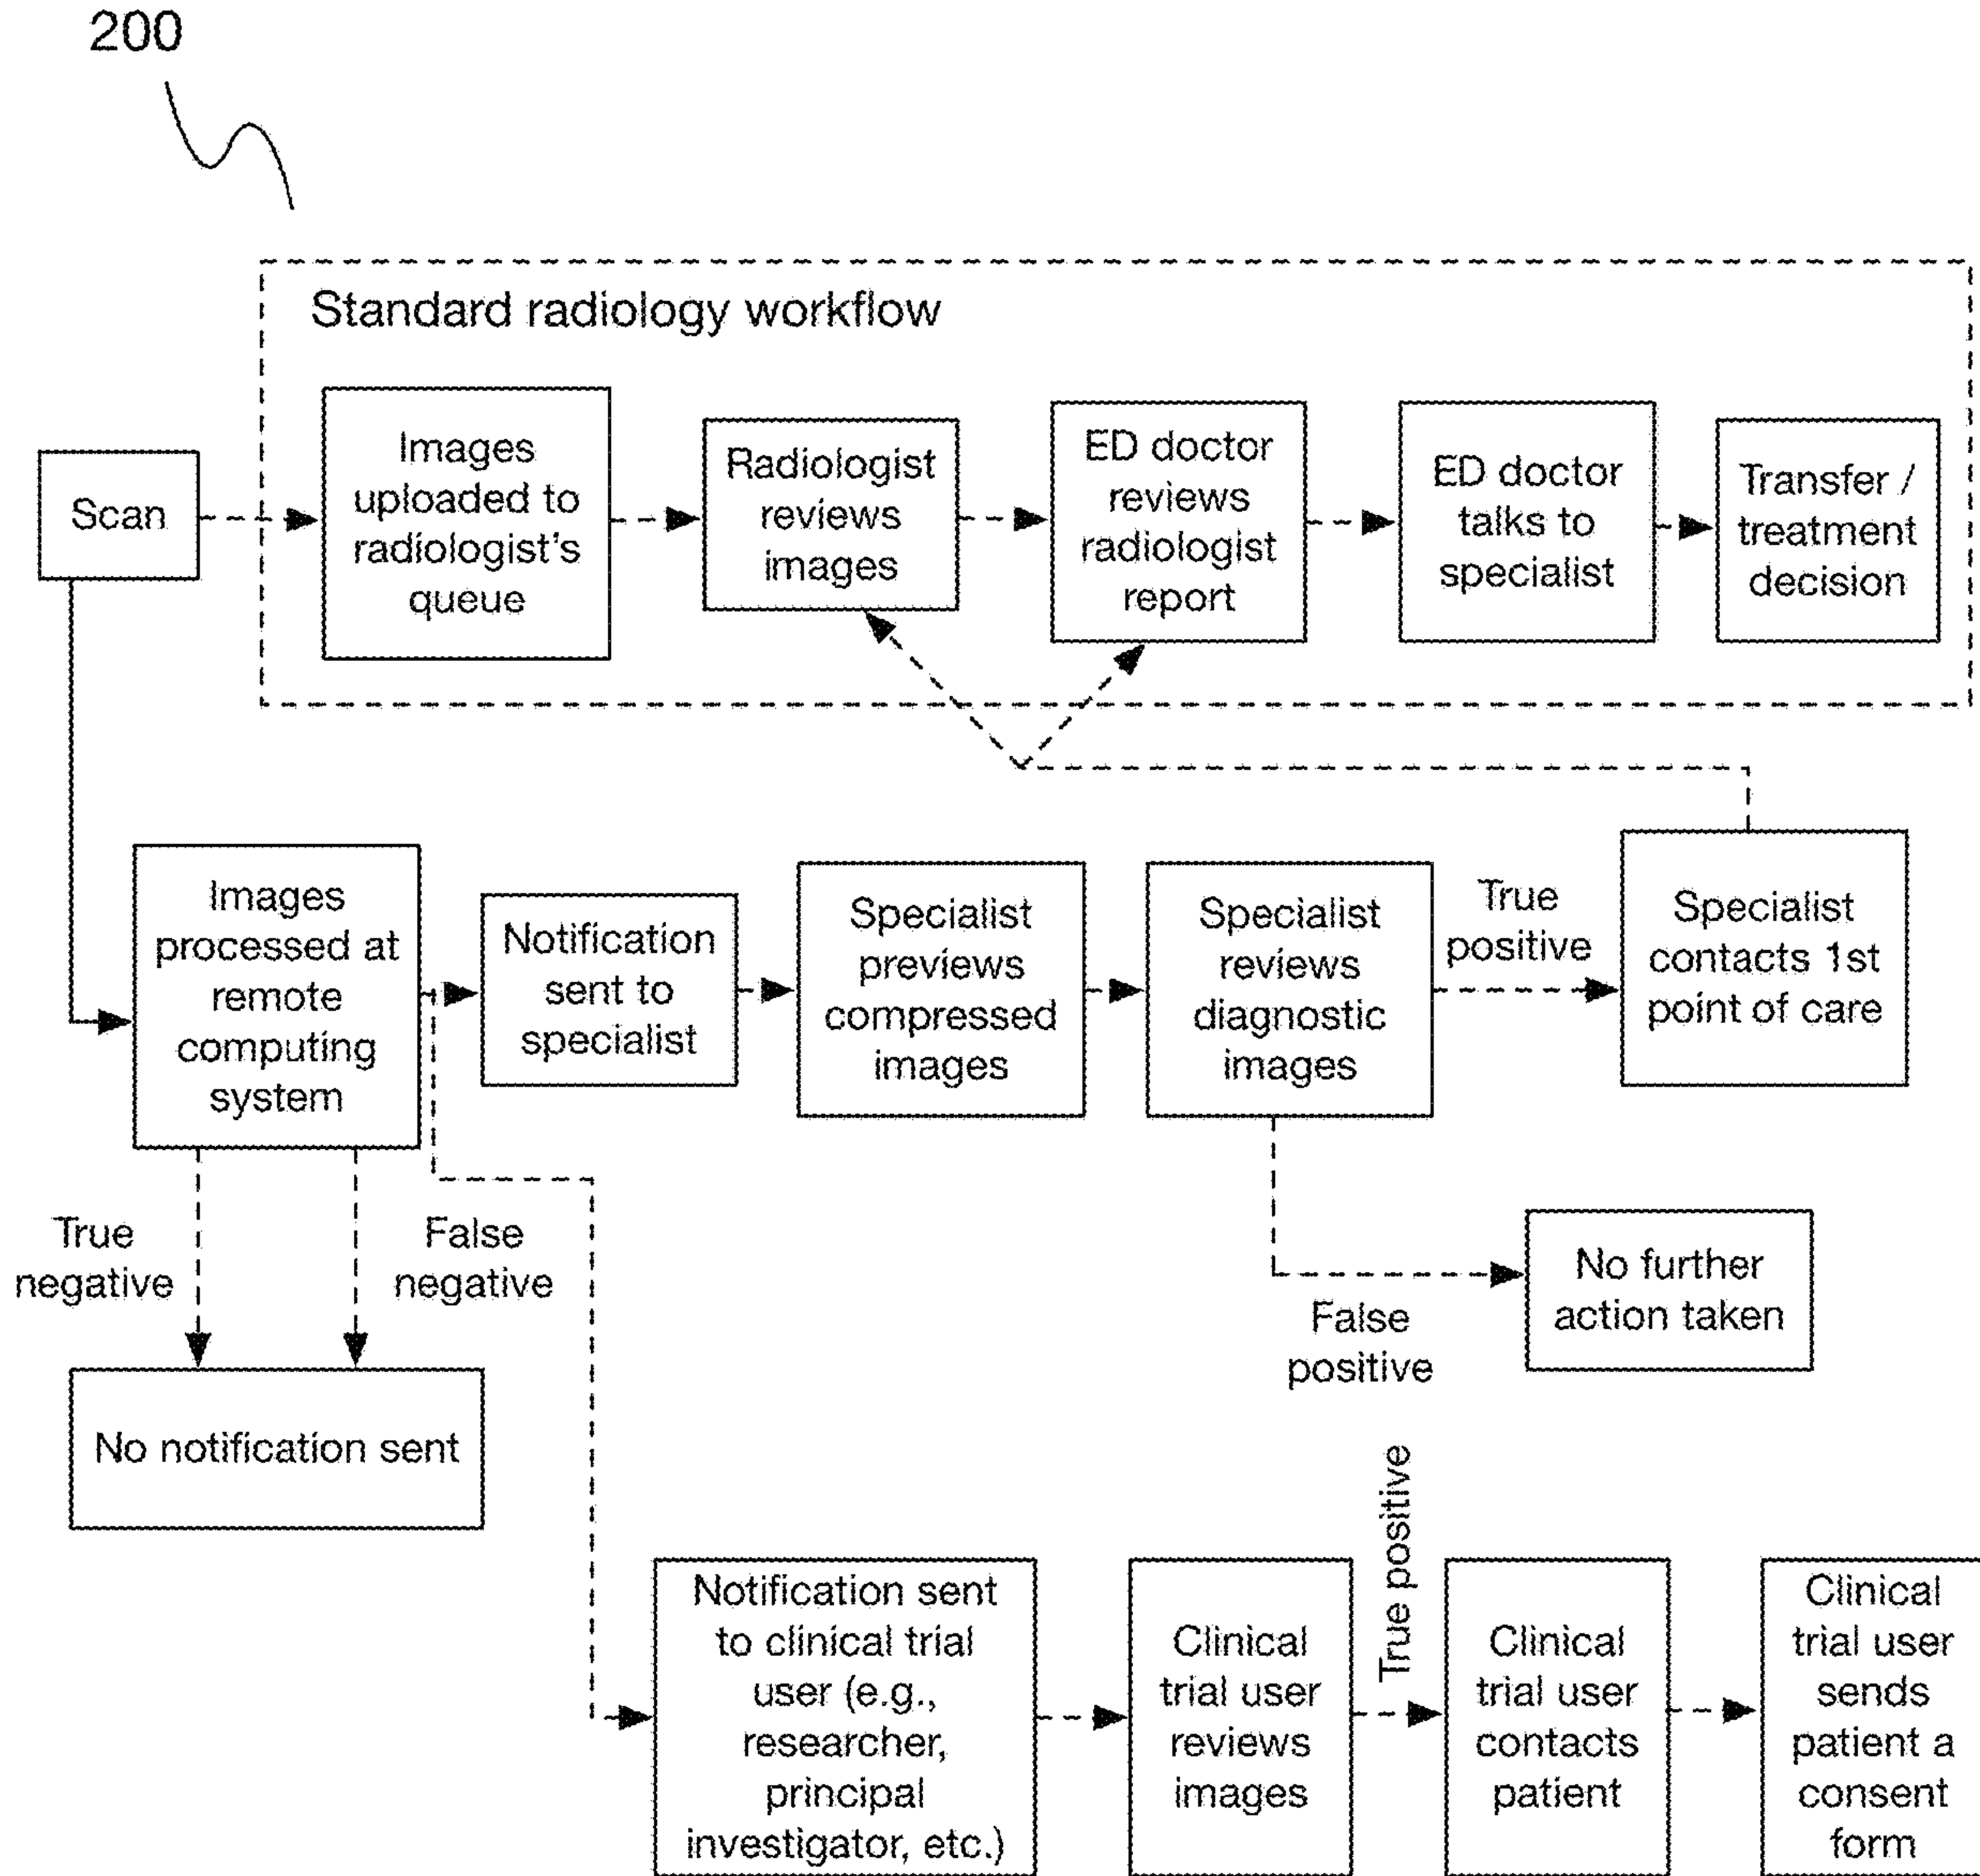 200
Standard radiology workflow
Scan
Images
uploaded to
radiologist's
queue
Radiologist
reviews
images
ED doctor
reviews
radiologist
report
ED doctor
talks to
specialist
Transfer /
treatment
decision
Images
processed at
remote
computing
system
Notification
sent to
specialist
Specialist
previews
compressed
images
Specialist
reviews
diagnostic
images
True
positive
Specialist
contacts 1st
point of care
True
negative
False
negative
No notification sent
False
positive
No further
action taken
Notification sent
to clinical trial
user (e.g.,
researcher,
principal
investigator, etc.)
Clinical
trial user
reviews
images
True positive
Clinical
trial user
contacts
patient
Clinical
trial user
sends
patient a
consent
form